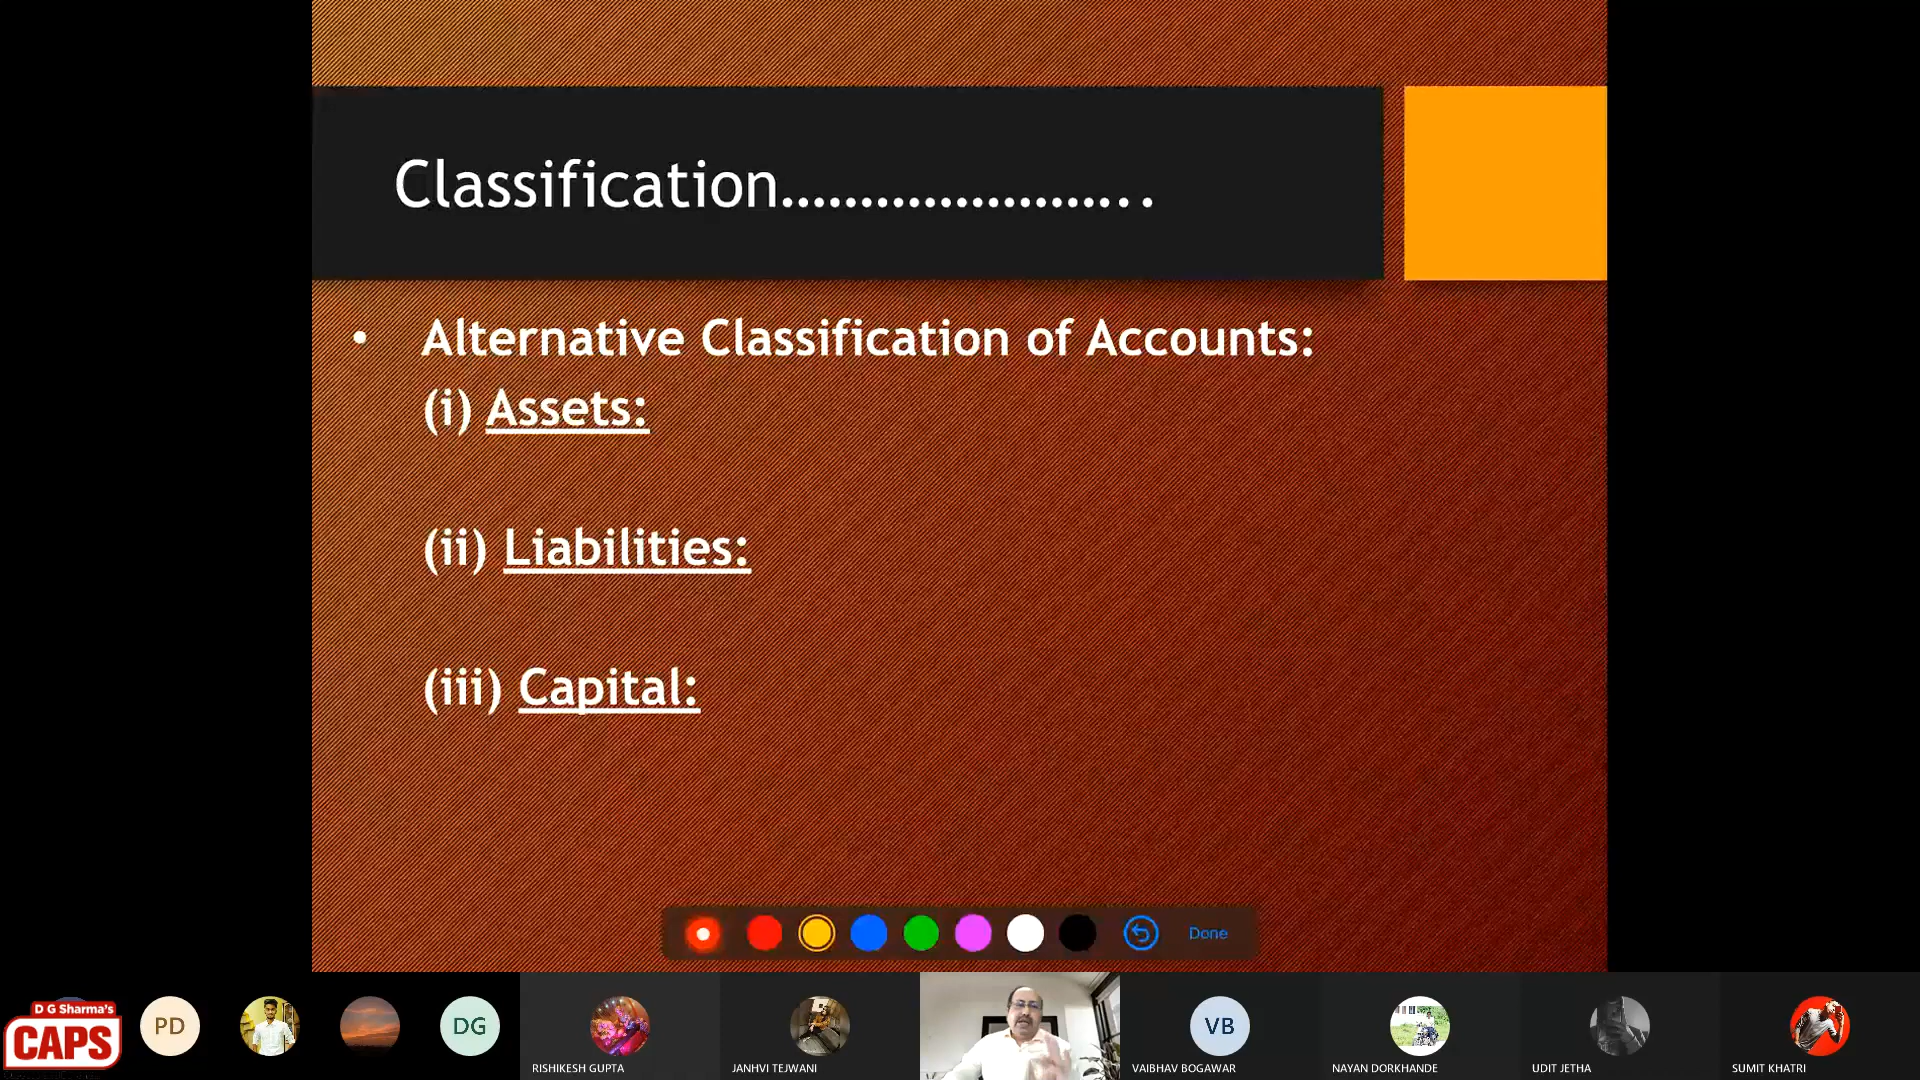 Classification.......................
• Alternative Classification of Accounts:
(i) Assets:
(ii) Liabilities:
(iii) Capital:
Done
D G Sharma's
CAPS
PD
DG
RISHIKESH GUPTA
JANHVI TEJWANI
VB
VAIBHAV BOGAWAR
NAYAN DORKHANDE
UDIT JETHA
SUMIT KHATRI